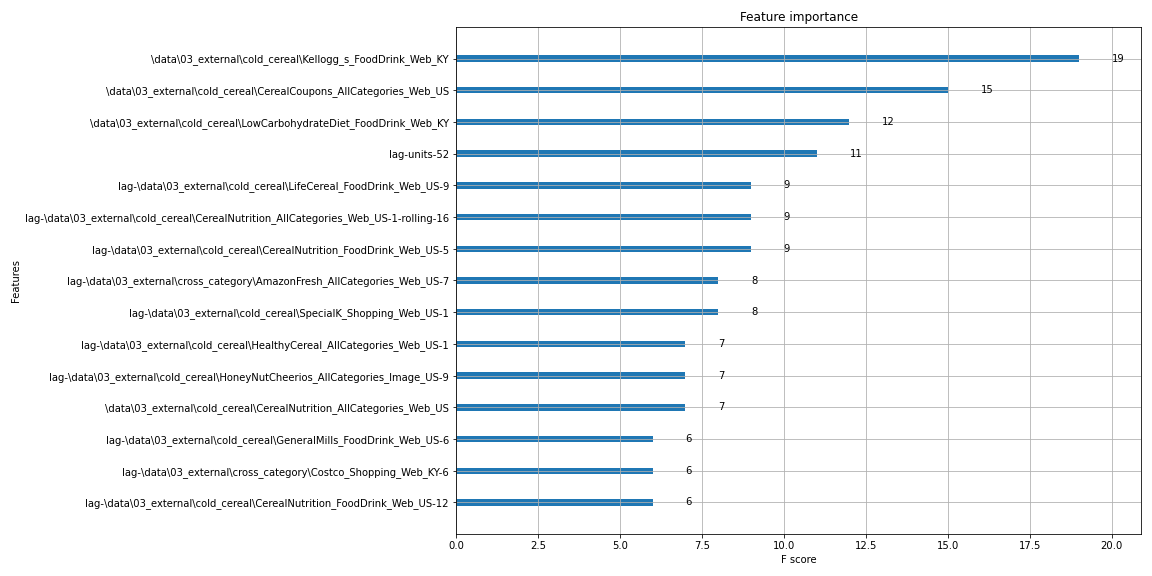 Feature importance
\data\03_external\cold_cereal\Kellogg_s_FoodDrink_Web_KY 19
\data\03_external\cold_cereal\CerealCoupons_AllCategories_Web_US 15
\data\03_external\cold_cereal\LowCarbohydrateDiet_FoodDrink_Web_KY 12
lag-units-52 11
lag-\data\03_external\cold_cereal\LifeCereal_FoodDrink_Web_US-9 9
lag-\data\03_external\cold_cereal\CerealNutrition_AllCategories_Web_US-1-rolling-16 9
lag-\data\03_external\cold_cereal\CerealNutrition_FoodDrink_Web_US-5 9
lag-\data\03_external\cross_category\AmazonFresh_AllCategories_Web_US-7 8
lag-\data\03_external\cold_cereal\SpecialK_Shopping_Web_US-1 8
lag-\data\03_external\cold_cereal\HealthyCereal_AllCategories_Web_US-1 7
lag-\data\03_external\cold_cereal\HoneyNutCheerios_AllCategories_Image_US-9 7
\data\03_external\cold_cereal\CerealNutrition_AllCategories_Web_US 7
lag-\data\03_external\cold_cereal\GeneralMills_FoodDrink_Web_US-6 6
lag-\data\03_external\cross_category\Costco_Shopping_Web_KY-6 6
lag-\data\03_external\cold_cereal\CerealNutrition_FoodDrink_Web_US-12 6
Features
0.0 2.5 5.0 7.5 10.0 12.5 15.0 17.5 20.0
F score